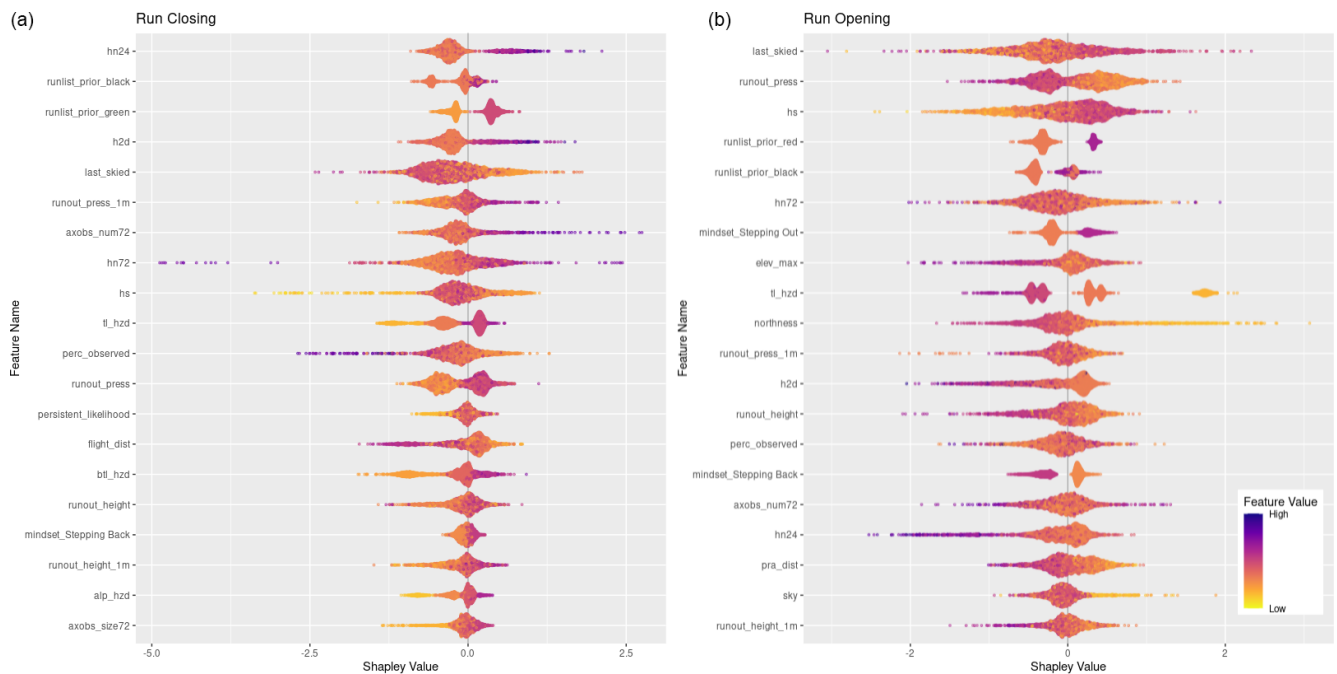 (a)
Run Closing
Feature Name
hn24
runlist_prior_black
runlist_prior_green
h2d
last_skied
runout_press_1m
axobs_num72
hn72
hs
tl_hzd
perc_observed
runout_press
persistent_likelihood
flight_dist
btl_hzd
runout_height
mindset_Stepping Back
runout_height_1m
alp_hzd
axobs_size72
-5.0 -2.5 0.0 2.5
Shapley Value
(b)
Run Opening
Feature Name
last_skied
runout_press
hs
runlist_prior_red
runlist_prior_black
hn72
mindset_Stepping Out
elev_max
tl_hzd
northness
runout_press_1m
h2d
runout_height
perc_observed
mindset_Stepping Back
axobs_num72
hn24
pra_dist
sky
runout_height_1m
-2 0 2
Shapley Value
Feature Value
High
Low